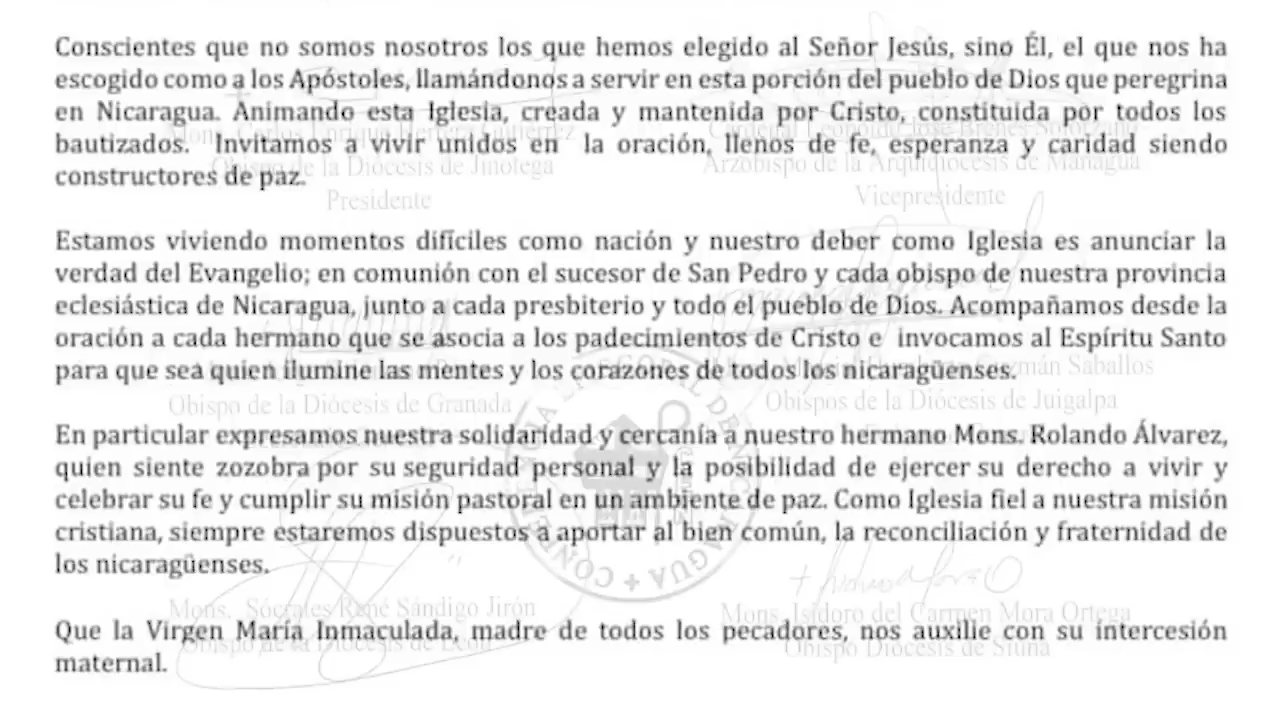 Conscientes que no somos nosotros los que hemos elegido al Señor Jesús, sino Él, el que nos ha
escogido como a los Apóstoles, llamándonos a servir en esta porción del pueblo de Dios que peregrina
en Nicaragua. Animando esta Iglesia, creada y mantenida por Cristo, constituida por todos los
bautizados. Invitamos a vivir unidos en la oración, llenos de fe, esperanza y caridad siendo
constructores de paz.
Estamos viviendo momentos difíciles como nación y nuestro deber como Iglesia es anunciar la
verdad del Evangelio; en comunión con el sucesor de San Pedro y cada obispo de nuestra provincia
eclesiástica de Nicaragua, junto a cada presbiterio y todo el pueblo de Dios. Acompañamos desde la
oración a cada hermano que se asocia a los padecimientos de Cristo e invocamos al Espíritu Santo
para que sea quien ilumine las mentes y los corazones de todos los nicaragüenses.
En particular expresamos nuestra solidaridad y cercanía a nuestro hermano Mons. Rolando Álvarez,
quien siente zozobra por su seguridad personal y la posibilidad de ejercer su derecho a vivir y
celebrar su fe y cumplir su misión pastoral en un ambiente de paz. Como Iglesia fiel a nuestra misión
cristiana, siempre estaremos dispuestos a aportar al bien común, la reconciliación y fraternidad de
los nicaragüenses.
Que la Virgen María Inmaculada, madre de todos los pecadores, nos auxilie con su intercesión
maternal.
Mons. Carlos Enrique Herrera Gutiérrez
Obispo de la Diócesis de Jinotega
Presidente
Cardenal Leopoldo José Brenes Solórzano
Arzobispo de la Arquidiócesis de Managua
Vicepresidente
Obispo de la Diócesis de Granada
Guzmán Saballos
Obispos de la Diócesis de Juigalpa
CONFERENCIA EPISCOPAL DE NICARAGUA
Mons. Sócrates René Sándigo Jirón
Obispo de la Diócesis de León
Mons. Isidoro del Carmen Mora Ortega
Obispo Diócesis de Siuna